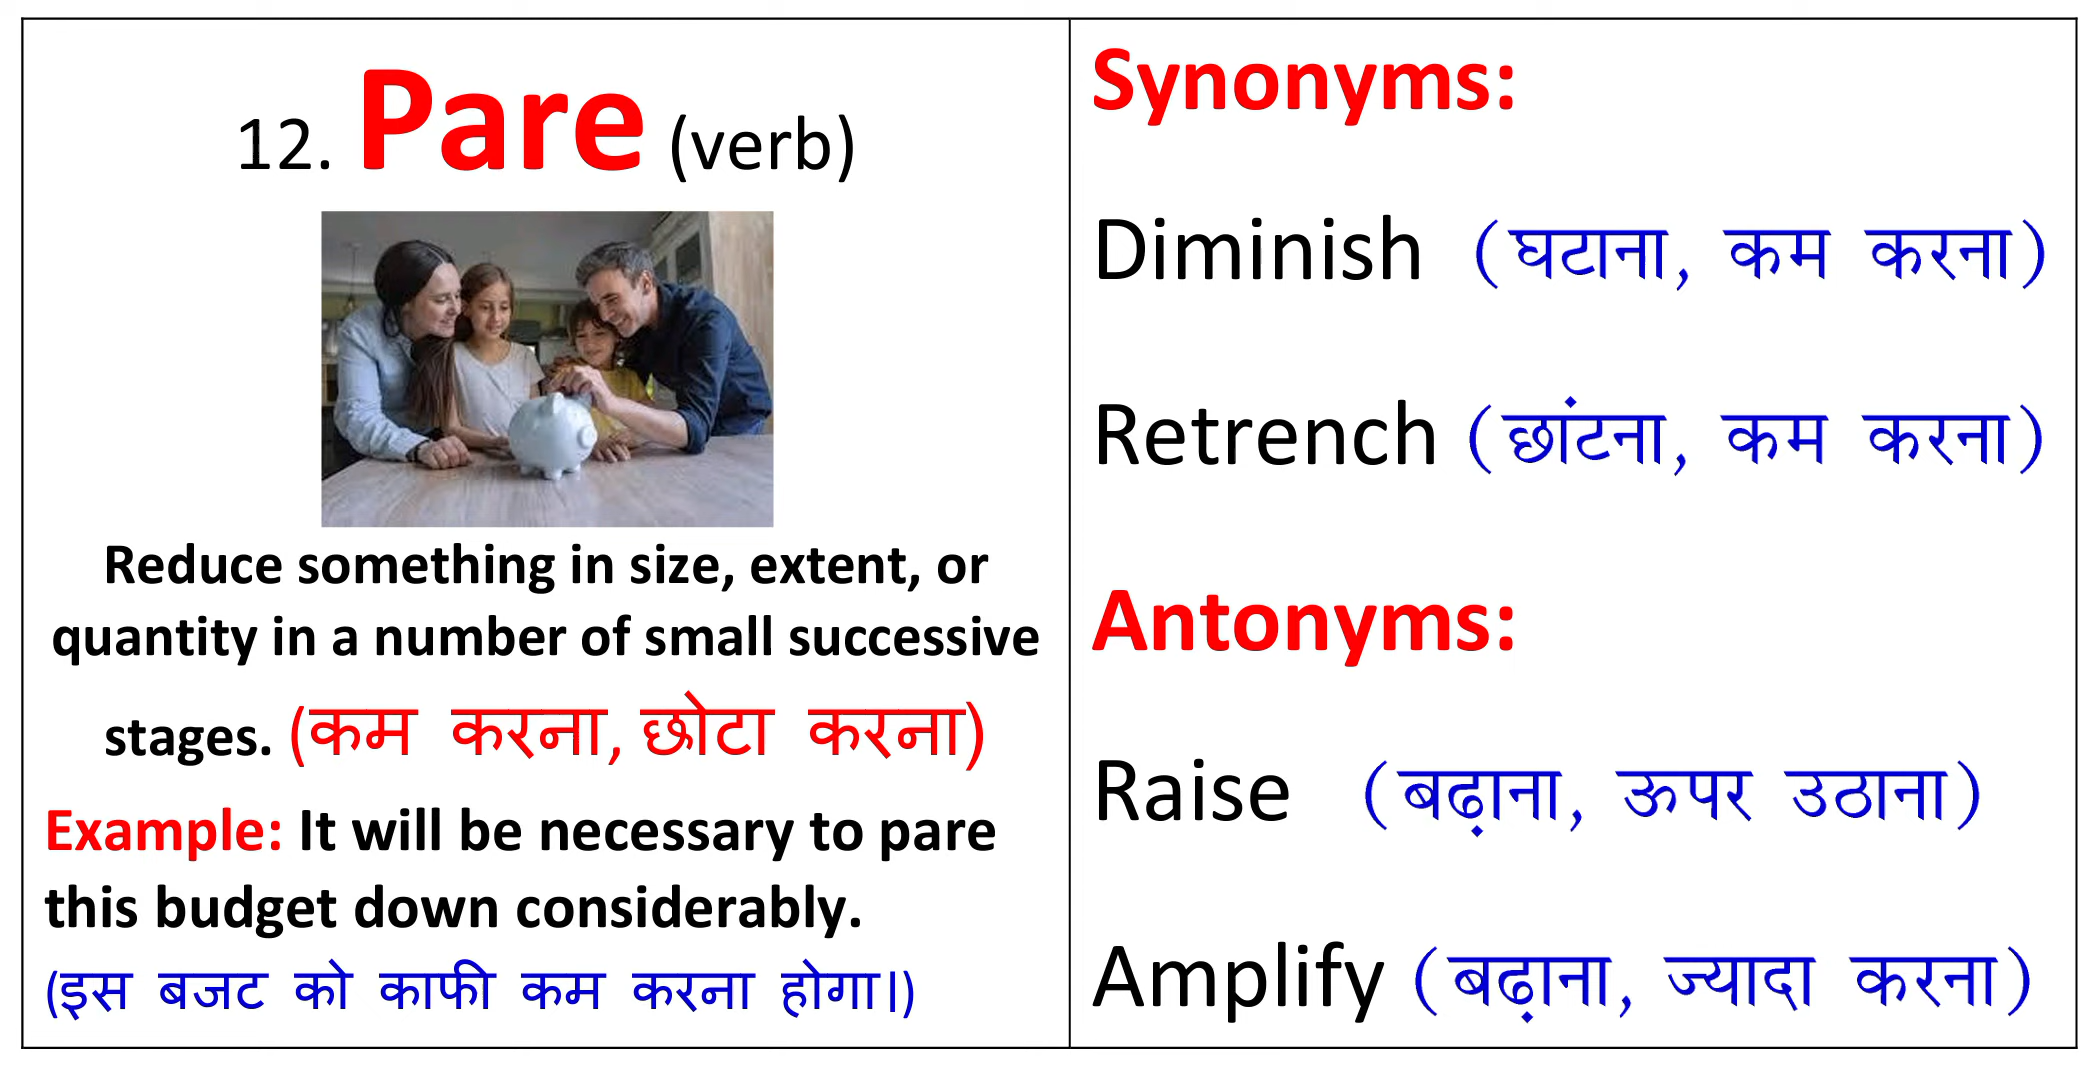 12. Pare (verb)
Reduce something in size, extent, or
quantity in a number of small successive
stages. (कम करना, छोटा करना)
Example: It will be necessary to pare
this budget down considerably.
(इस बजट को काफी कम करना होगा।)
Synonyms:
Diminish (घटाना, कम करना)
Retrench (छांटना, कम करना)
Antonyms:
Raise (बढ़ाना, ऊपर उठाना)
Amplify (बढ़ाना, ज्यादा करना)